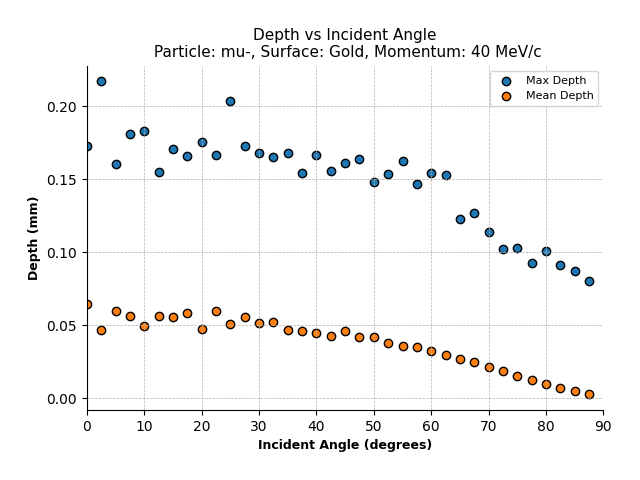 Depth vs Incident Angle
Particle: mu-, Surface: Gold, Momentum: 40 MeV/c
Max Depth
Mean Depth
0.20
0.15
0.10
0.05
0.00
Depth (mm)
0 10 20 30 40 50 60 70 80 90
Incident Angle (degrees)